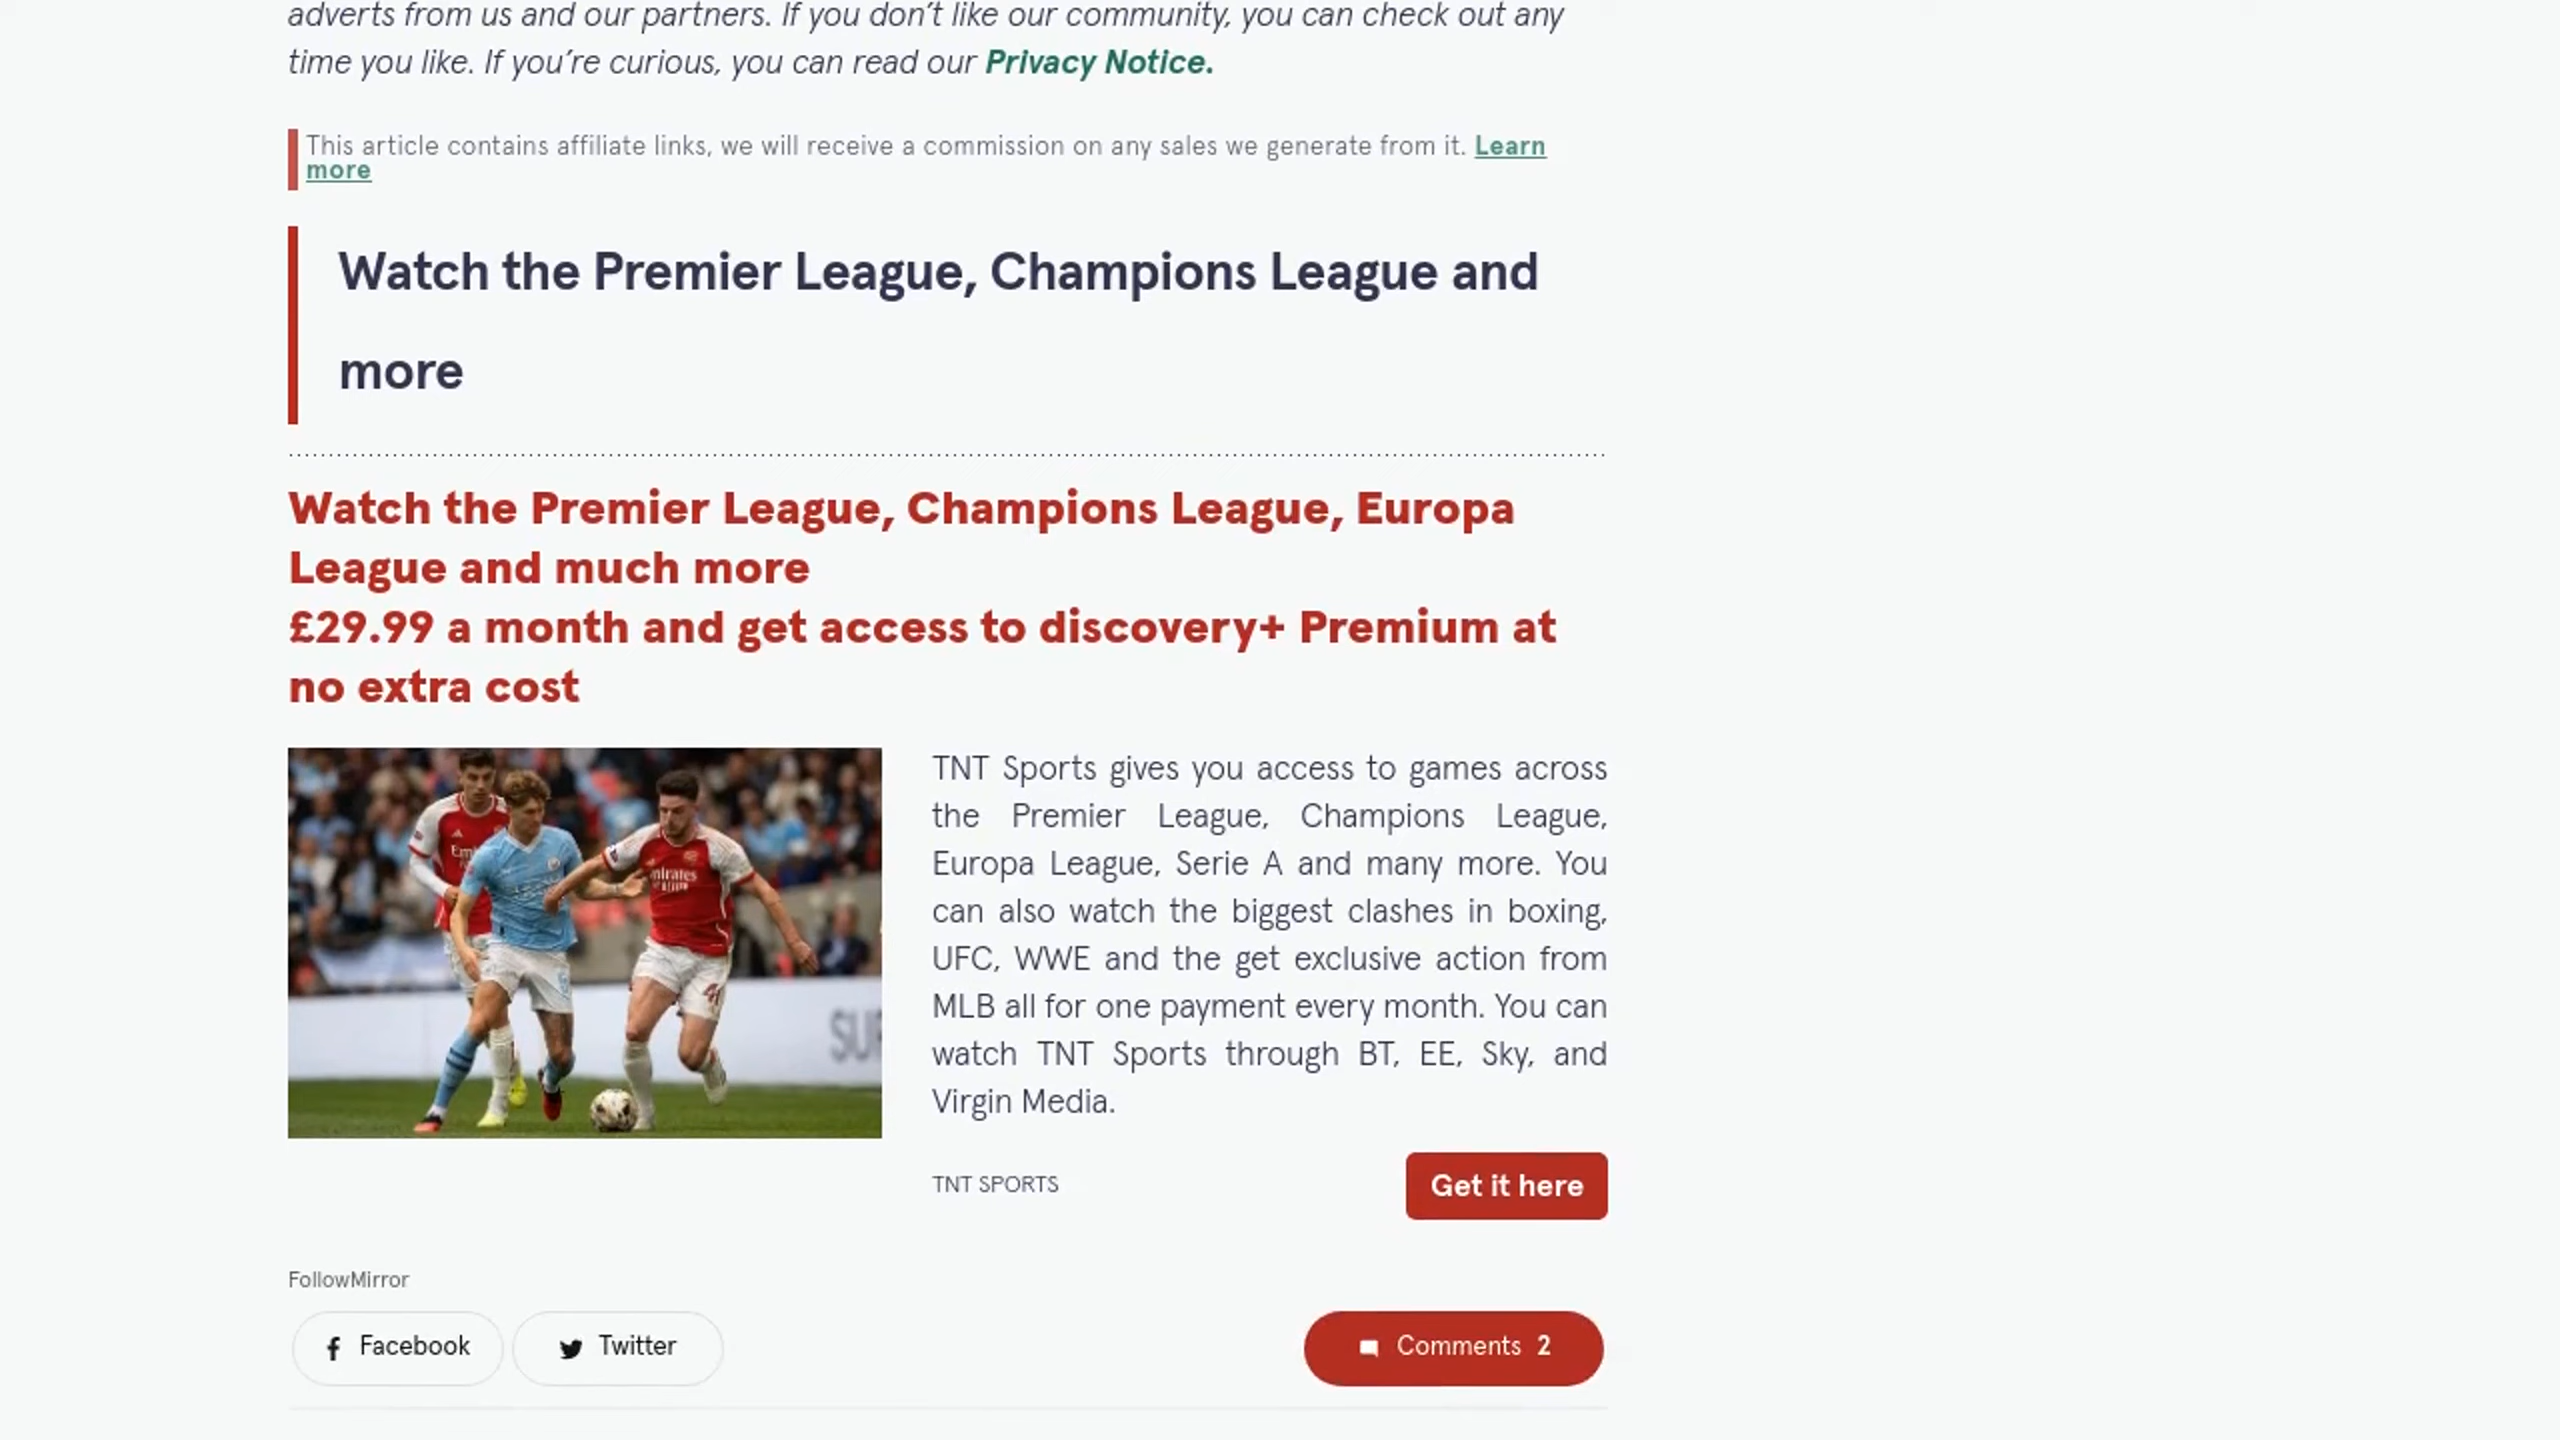 adverts from us and our partners. If you don't like our community, you can check out any
time you like. If you're curious, you can read our Privacy Notice.
This article contains affiliate links, we will receive a commission on any sales we generate from it. Learn
more
Watch the Premier League, Champions League and
more
Watch the Premier League, Champions League, Europa
League and much more
£29.99 a month and get access to discovery+ Premium at
no extra cost
TNT Sports gives you access to games across
the Premier League, Champions League,
Europa League, Serie A and many more. You
can also watch the biggest clashes in boxing,
UFC, WWE and the get exclusive action from
MLB all for one payment every month. You can
watch TNT Sports through BT, EE, Sky, and
Virgin Media.
TNT SPORTS
Get it here
FollowMirror
Facebook
Twitter
Comments 2